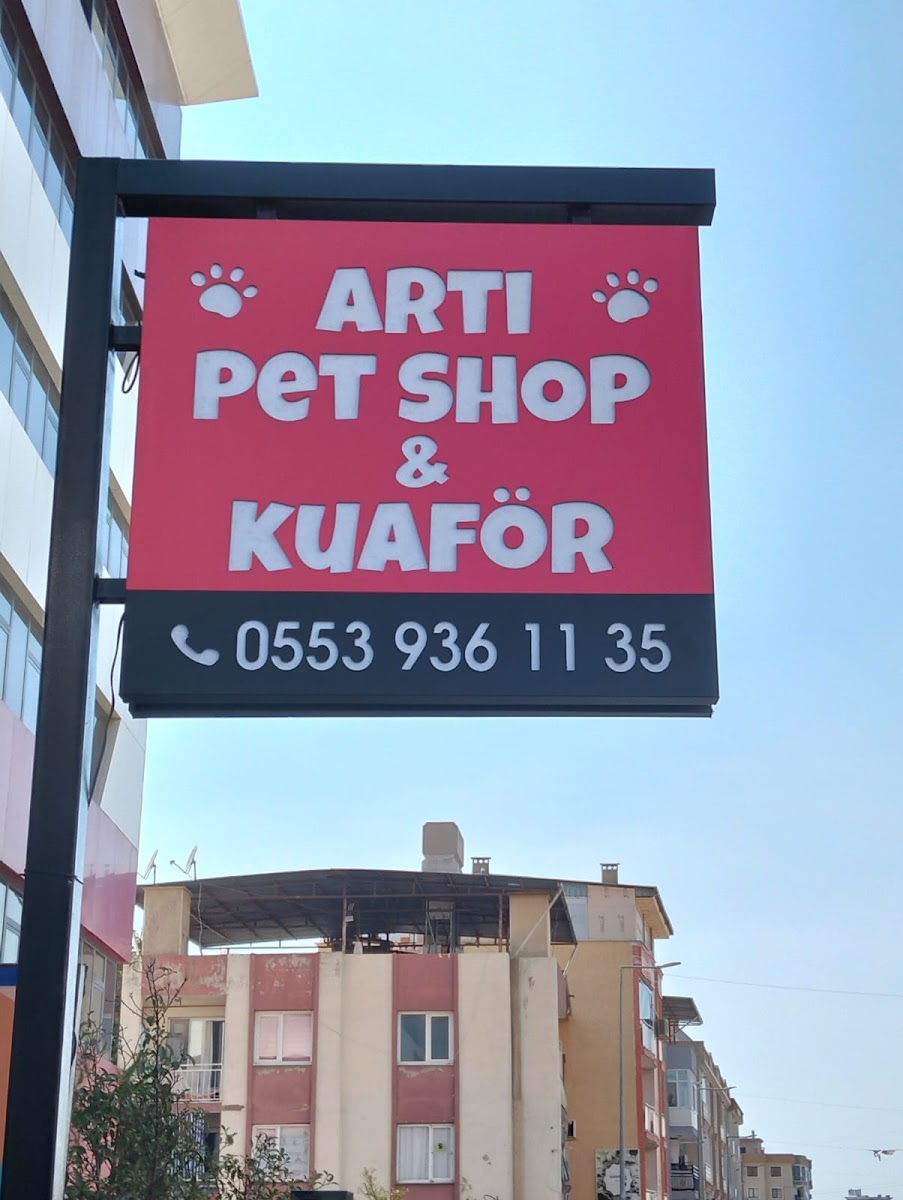 ARTI
PeT SHOP
&
KUAFÖR
0553 936 11 35